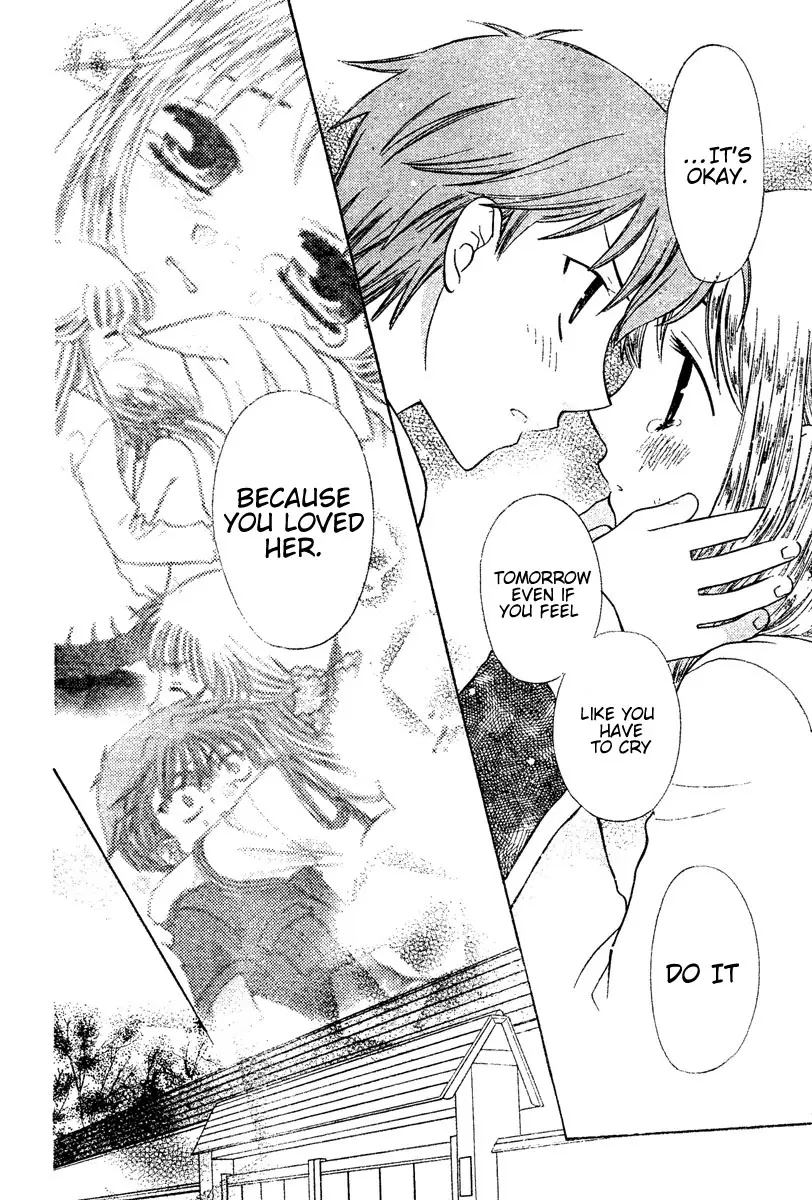 ...IT'S
OKAY.
TOMORROW
EVEN IF
YOU FEEL
LIKE YOU
HAVE
TO CRY
DO IT
BECAUSE
YOU LOVED
HER.